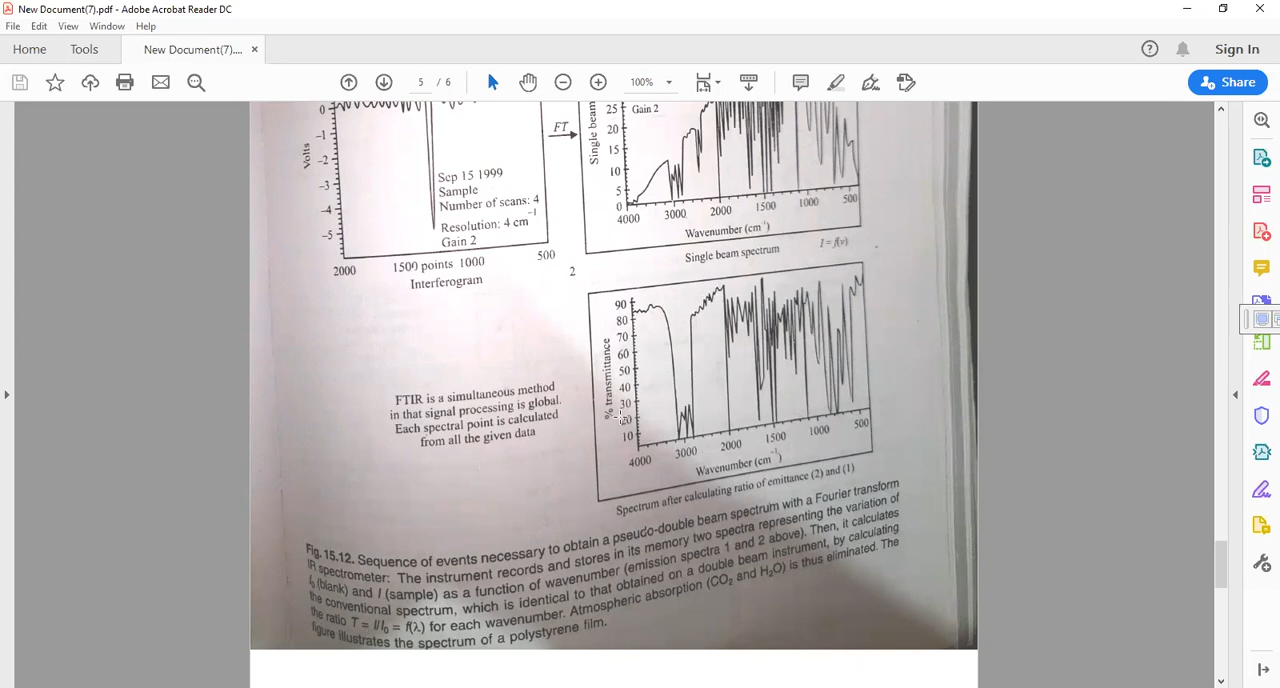 New Document(7).pdf - Adobe Acrobat Reader DC
File Edit View Window Help
Home Tools New Document(7).... × Sign In
5 / 6 100% Share
0
-1
-2
-3
-4
-5
Volts
Sep 15 1999
Sample
Number of scans: 4
Resolution: 4 cm⁻¹
Gain 2
2000 1500 points 1000 500
Interferogram
FT
Single beam
Gain 2
25
20
15
10
5
0
4000 3000 2000 1500 1000 500
Wavenumber (cm⁻¹)
Single beam spectrum I = f(ν)
2
90
80
70
60
50
40
30
20
10
% transmittance
4000 3000 2000 1500 1000 500
Wavenumber (cm⁻¹)
Spectrum after calculating ratio of emittance (2) and (1)
FTIR is a simultaneous method
in that signal processing is global.
Each spectral point is calculated
from all the given data
Fig. 15.12. Sequence of events necessary to obtain a pseudo-double beam spectrum with a Fourier transform
IR spectrometer: The instrument records and stores in its memory two spectra representing the variation of
I₀ (blank) and I (sample) as a function of wavenumber (emission spectra 1 and 2 above). Then, it calculates
the conventional spectrum, which is identical to that obtained on a double beam instrument, by calculating
the ratio T = I/I₀ = f(λ) for each wavenumber. Atmospheric absorption (CO₂ and H₂O) is thus eliminated. The
figure illustrates the spectrum of a polystyrene film.